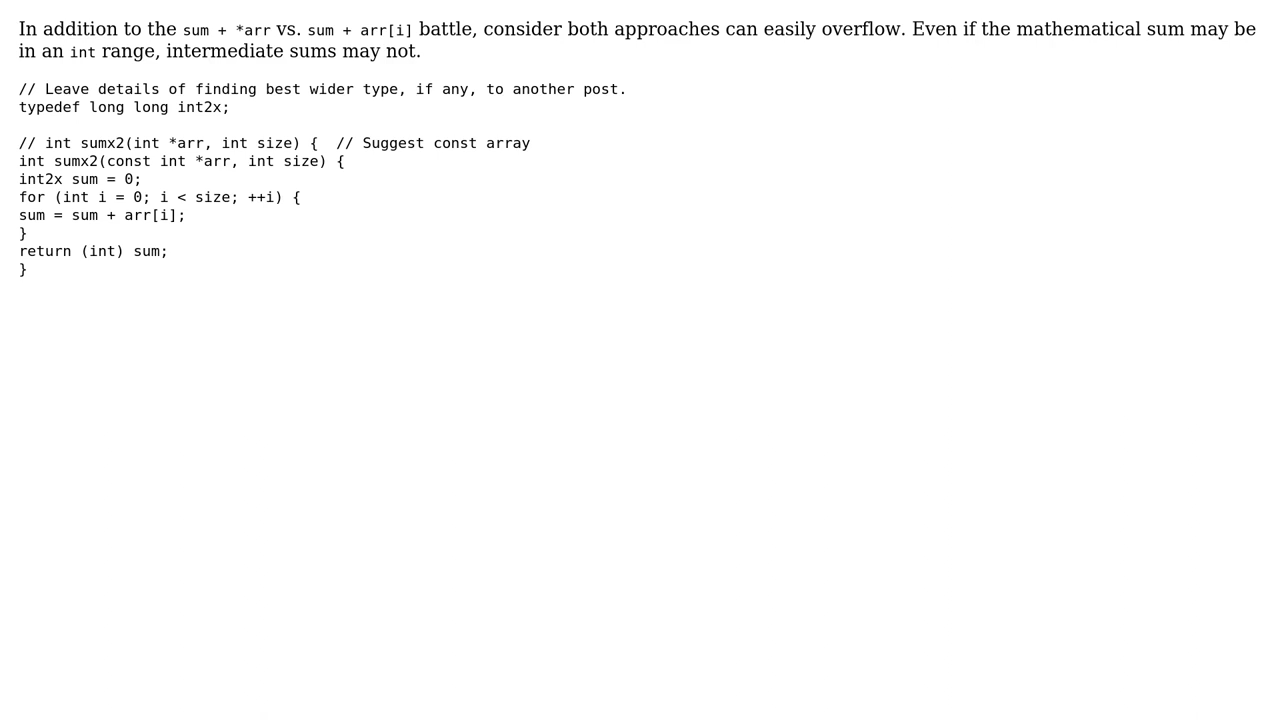 In addition to the sum + *arr vs. sum + arr[i] battle, consider both approaches can easily overflow. Even if the mathematical sum may be
in an int range, intermediate sums may not.
// Leave details of finding best wider type, if any, to another post.
typedef long long int2x;
// int sumx2(int *arr, int size) {  // Suggest const array
int sumx2(const int *arr, int size) {
int2x sum = 0;
for (int i = 0; i < size; ++i) {
sum = sum + arr[i];
}
return (int) sum;
}